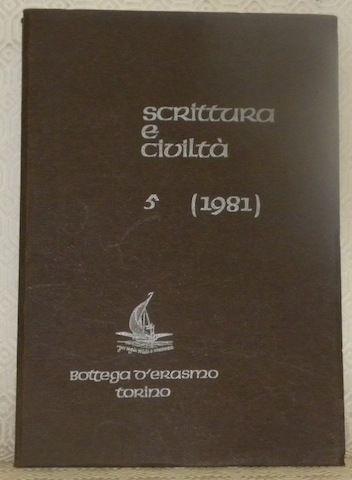 Scrittura
e
civiltà
5 (1981)
Bottega d'Erasmo
Torino